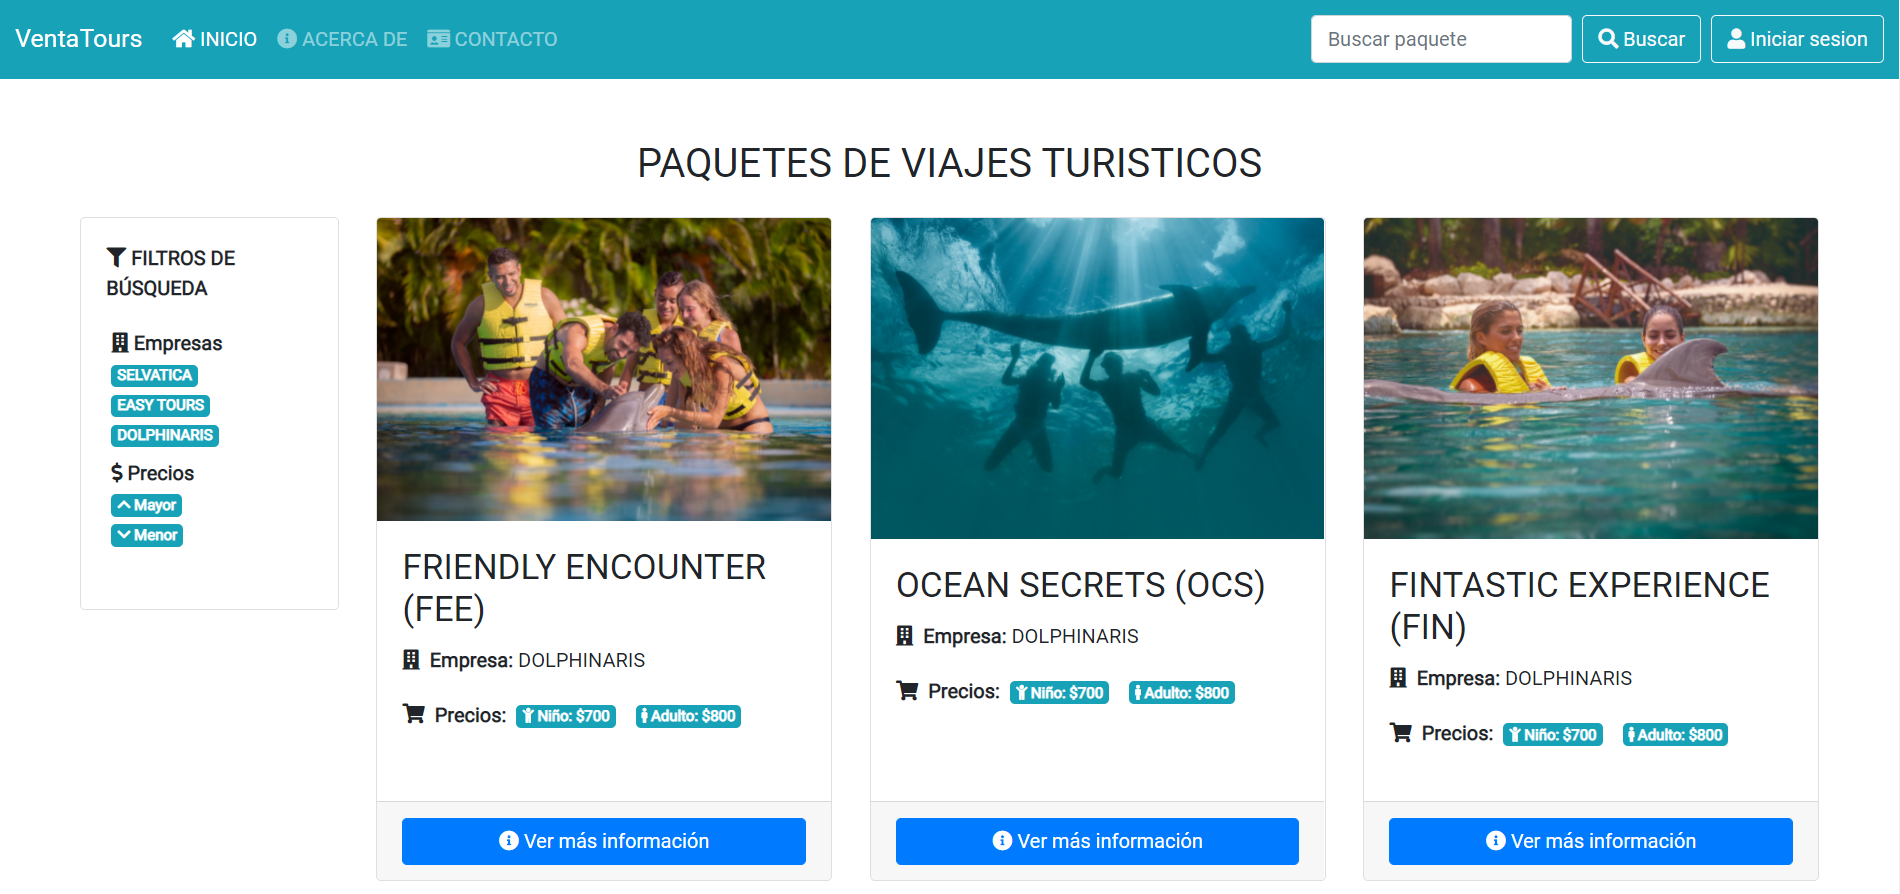 VentaTours INICIO ACERCA DE CONTACTO Buscar paquete Buscar Iniciar sesion
PAQUETES DE VIAJES TURISTICOS
FILTROS DE
BÚSQUEDA
Empresas
SELVATICA
EASY TOURS
DOLPHINARIS
Precios
Mayor
Menor
FRIENDLY ENCOUNTER
(FEE)
Empresa: DOLPHINARIS
Precios: Niño: $700 Adulto: $800
Ver más información
OCEAN SECRETS (OCS)
Empresa: DOLPHINARIS
Precios: Niño: $700 Adulto: $800
Ver más información
FINTASTIC EXPERIENCE
(FIN)
Empresa: DOLPHINARIS
Precios: Niño: $700 Adulto: $800
Ver más información